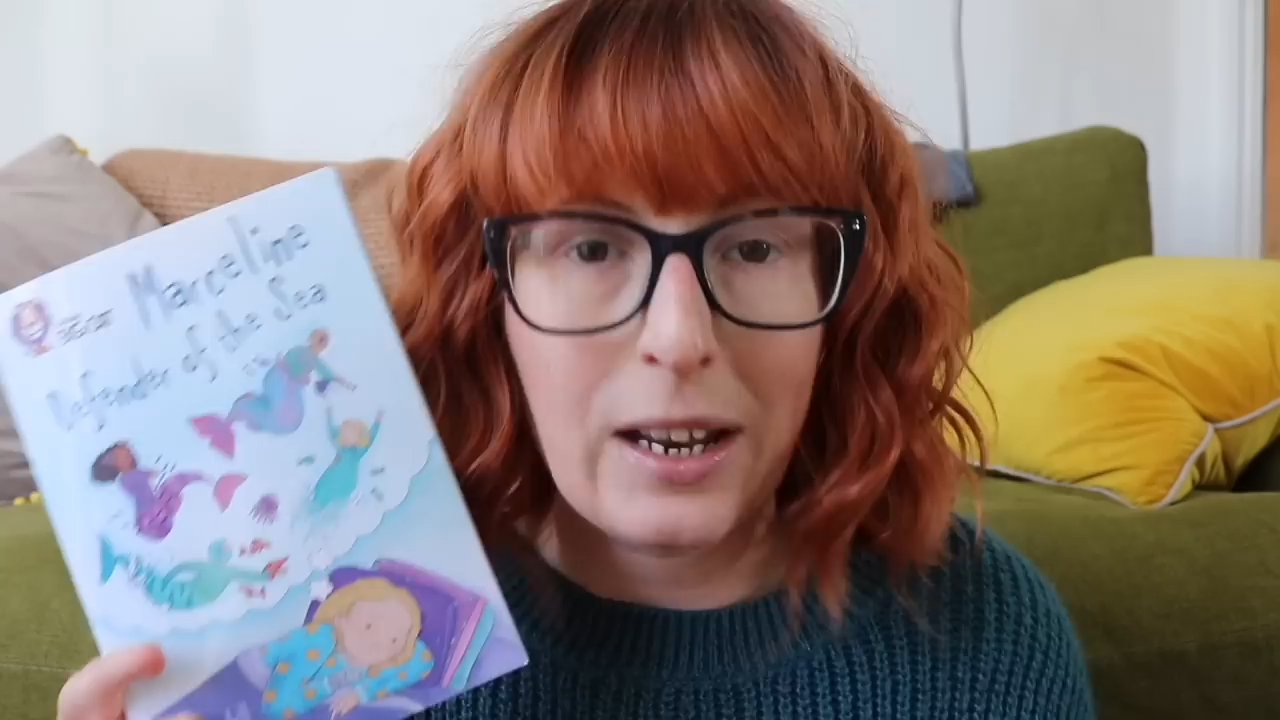 Marceline
Defender of the Sea